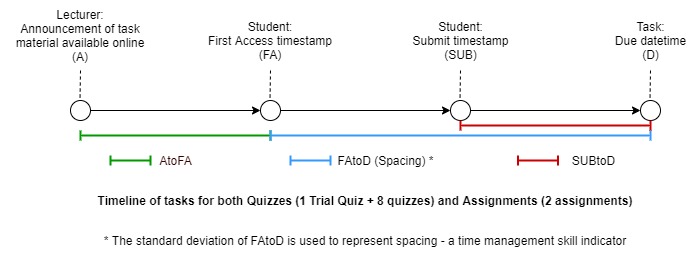 Lecturer:
Announcement of task
material available online
(A)
Student:
First Access timestamp
(FA)
Student:
Submit timestamp
(SUB)
Task:
Due datetime
(D)
AtoFA
FAtoD (Spacing) *
SUBtoD
Timeline of tasks for both Quizzes (1 Trial Quiz + 8 quizzes) and Assignments (2 assignments)
* The standard deviation of FAtoD is used to represent spacing - a time management skill indicator